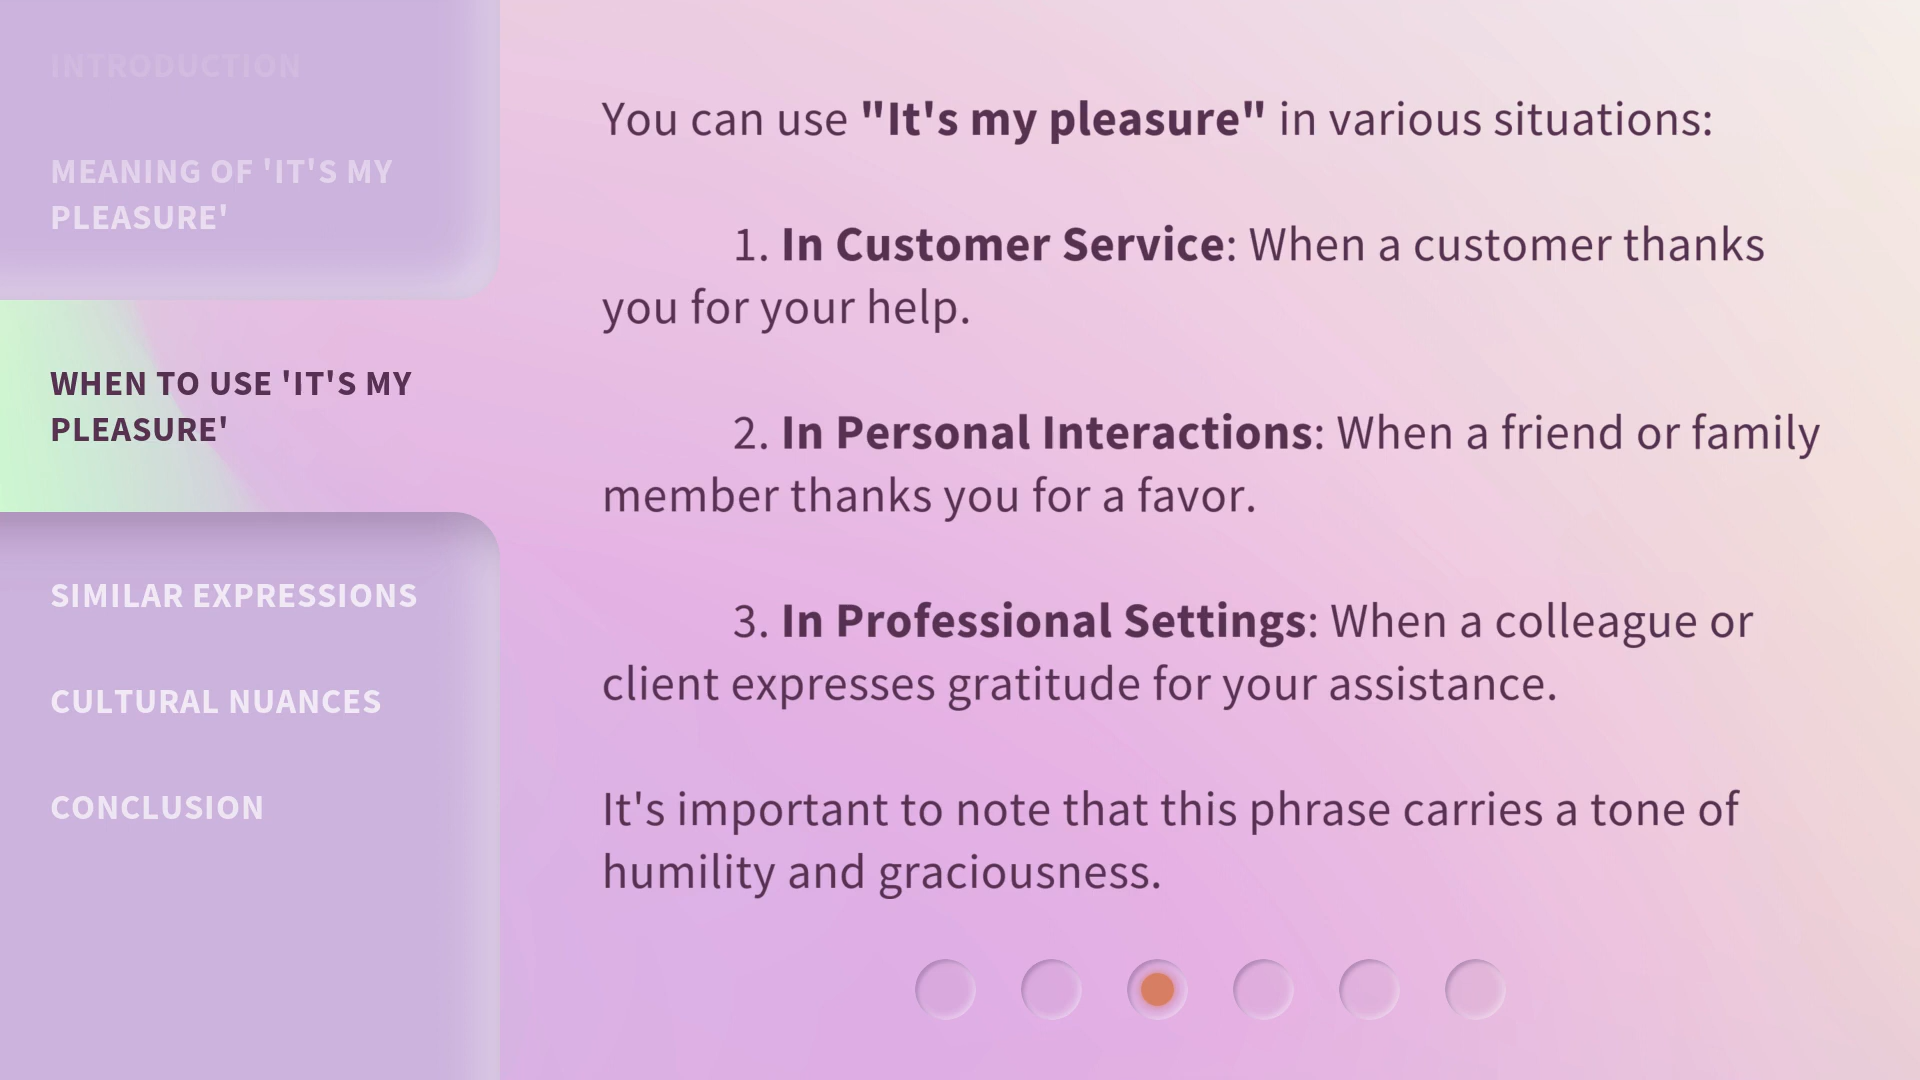 INTRODUCTION
MEANING OF 'IT'S MY
PLEASURE'
WHEN TO USE 'IT'S MY
PLEASURE'
SIMILAR EXPRESSIONS
CULTURAL NUANCES
CONCLUSION
You can use "It's my pleasure" in various situations:
1. In Customer Service: When a customer thanks
you for your help.
2. In Personal Interactions: When a friend or family
member thanks you for a favor.
3. In Professional Settings: When a colleague or
client expresses gratitude for your assistance.
It's important to note that this phrase carries a tone of
humility and graciousness.